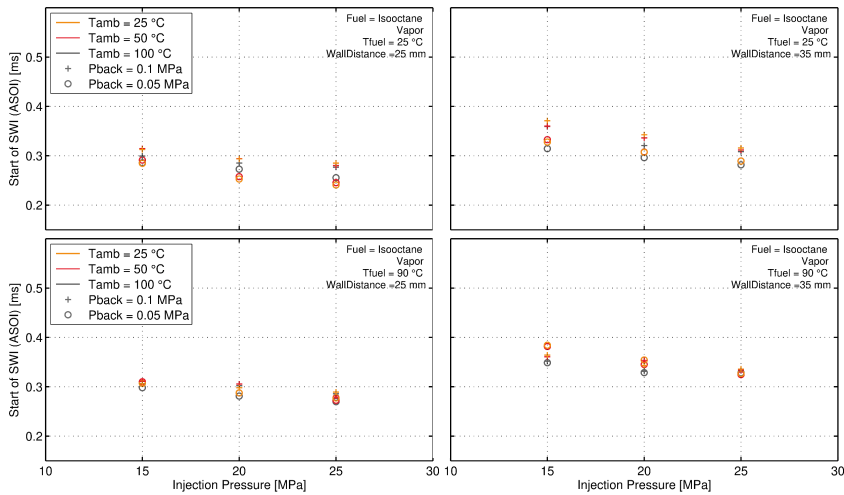 Tamb = 25 °C
Tamb = 50 °C
Tamb = 100 °C
Pback = 0.1 MPa
Pback = 0.05 MPa
Fuel = Isooctane
Vapor
Tfuel = 25 °C
WallDistance =25 mm
0.5
0.4
0.3
0.2
Start of SWI (ASOI) [ms]
Fuel = Isooctane
Vapor
Tfuel = 25 °C
WallDistance =35 mm
Tamb = 25 °C
Tamb = 50 °C
Tamb = 100 °C
Pback = 0.1 MPa
Pback = 0.05 MPa
Fuel = Isooctane
Vapor
Tfuel = 90 °C
WallDistance =25 mm
0.5
0.4
0.3
0.2
Start of SWI (ASOI) [ms]
10 15 20 25 30
Injection Pressure [MPa]
Fuel = Isooctane
Vapor
Tfuel = 90 °C
WallDistance =35 mm
10 15 20 25 30
Injection Pressure [MPa]